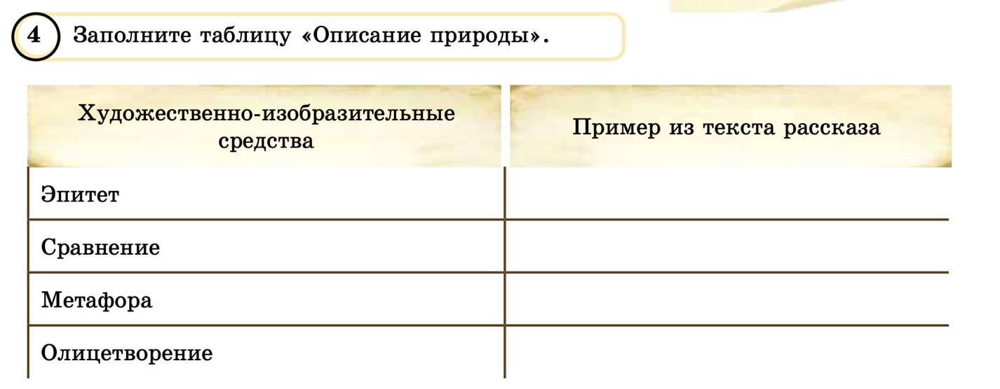 4 Заполните таблицу «Описание природы».
Художественно-изобразительные
средства
Пример из текста рассказа
Эпитет
Сравнение
Метафора
Олицетворение